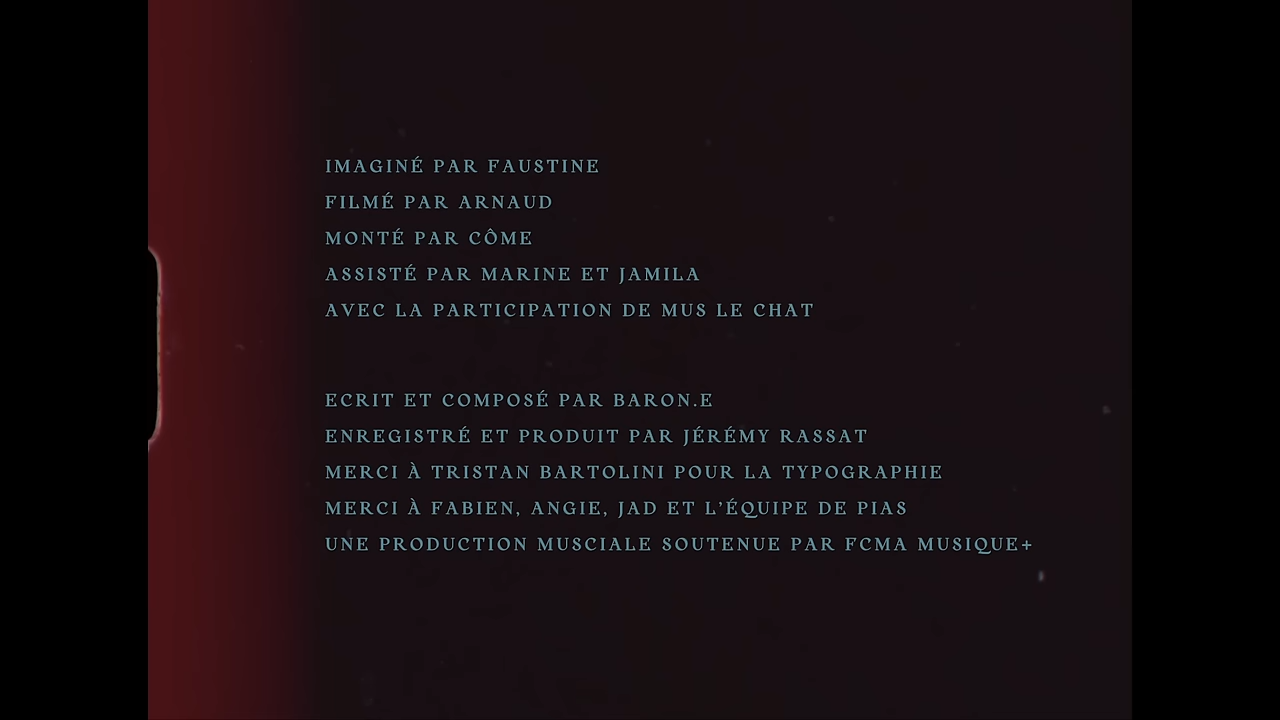 IMAGINÉ PAR FAUSTINE
FILMÉ PAR ARNAUD
MONTÉ PAR CÔME
ASSISTÉ PAR MARINE ET JAMILA
AVEC LA PARTICIPATION DE MUS LE CHAT
ECRIT ET COMPOSÉ PAR BARON.E
ENREGISTRÉ ET PRODUIT PAR JÉRÉMY RASSAT
MERCI À TRISTAN BARTOLINI POUR LA TYPOGRAPHIE
MERCI À FABIEN, ANGIE, JAD ET L'ÉQUIPE DE PIAS
UNE PRODUCTION MUSCIALE SOUTENUE PAR FCMA MUSIQUE+